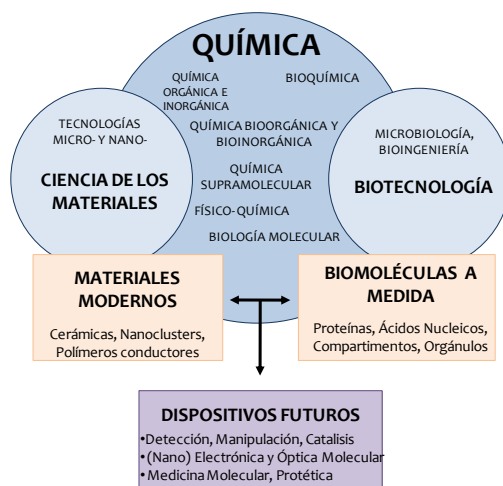 QUÍMICA
QUÍMICA
ORGÁNICA E
INORGÁNICA
BIOQUÍMICA
TECNOLOGÍAS
MICRO- Y NANO-
CIENCIA DE LOS
MATERIALES
QUÍMICA BIOORGÁNICA Y
BIOINORGÁNICA
QUÍMICA
SUPRAMOLECULAR
FÍSICO- QUÍMICA
BIOLOGÍA MOLECULAR
MICROBIOLOGÍA,
BIOINGENIERÍA
BIOTECNOLOGÍA
MATERIALES
MODERNOS
Cerámicas, Nanoclusters,
Polímeros conductores
BIOMOLÉCULAS A
MEDIDA
Proteínas, Ácidos Nucleicos,
Compartimentos, Orgánulos
DISPOSITIVOS FUTUROS
•Detección, Manipulación, Catalisis
•(Nano) Electrónica y Óptica Molecular
•Medicina Molecular, Protética